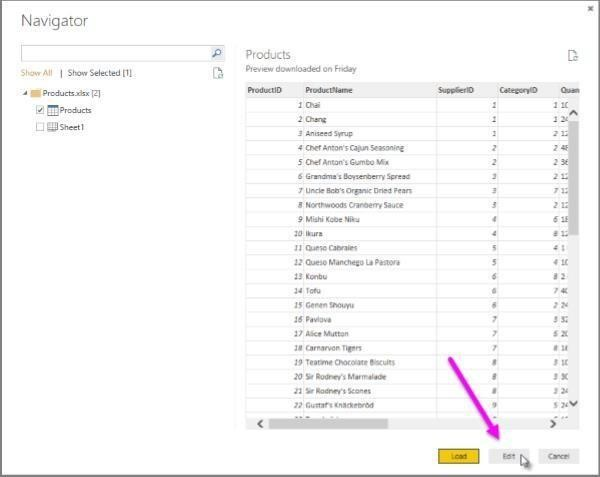 Navigator
Show All | Show Selected [1]
Products.xlsx [2]
Products
Sheet1
Products
Preview downloaded on Friday
ProductID ProductName SupplierID CategoryID Quan
1 Chai 1 1 10
2 Chang 1 1 24
3 Aniseed Syrup 1 2 12
4 Chef Anton's Cajun Seasoning 2 2 48
5 Chef Anton's Gumbo Mix 2 2 36
6 Grandma's Boysenberry Spread 3 2 12
7 Uncle Bob's Organic Dried Pears 3 7 12
8 Northwoods Cranberry Sauce 3 2 12
9 Mishi Kobe Niku 4 6 18
10 Ikura 4 8 12
11 Queso Cabrales 5 4 1
12 Queso Manchego La Pastora 5 4 10
13 Konbu 6 8 2
14 Tofu 6 7 40
15 Genen Shouyu 6 2 24
16 Pavlova 7 3 32
17 Alice Mutton 7 6 20
18 Carnarvon Tigers 7 8 16
19 Teatime Chocolate Biscuits 8 3 10
20 Sir Rodney's Marmalade 8 3 30
21 Sir Rodney's Scones 8 3 24
22 Gustaf's Knäckebröd 9 5 24
Load Edit Cancel